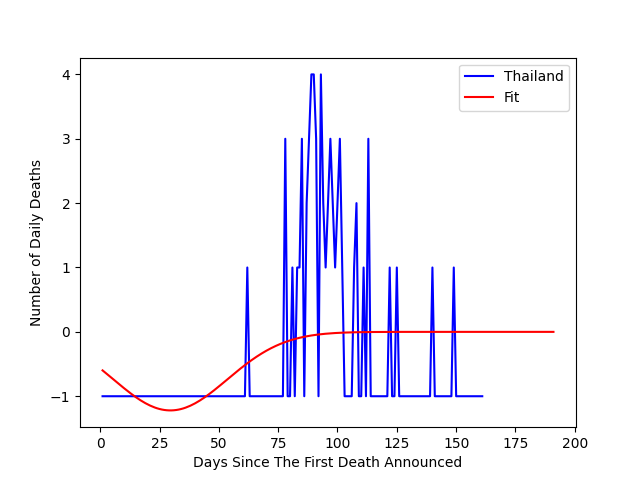 Thailand
Fit
4
3
2
1
0
−1
Number of Daily Deaths
0 25 50 75 100 125 150 175 200
Days Since The First Death Announced